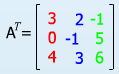 Aᵀ = [ 3 2 -1
0 -1 5
4 3 6 ]